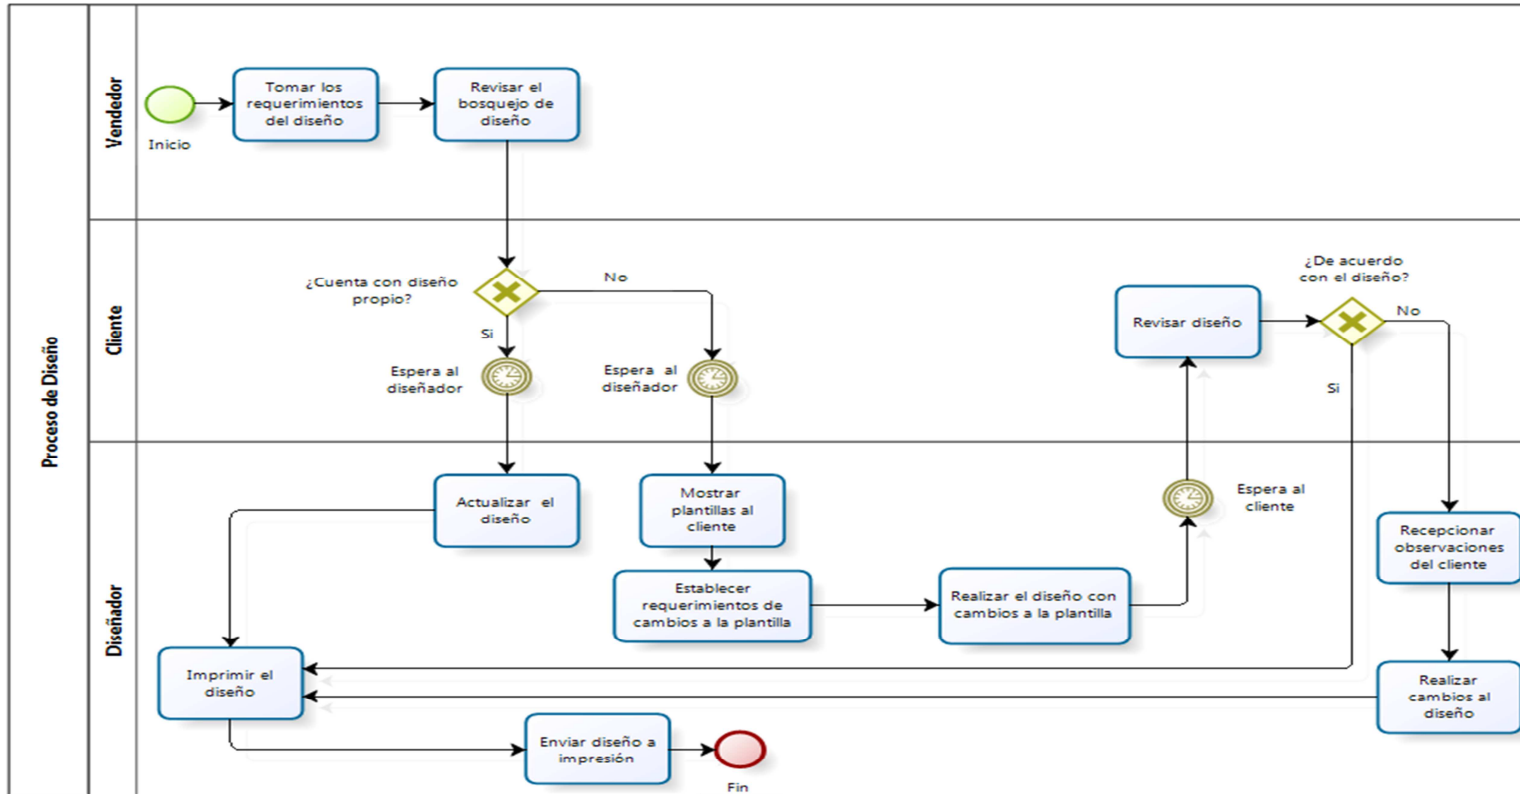 Proceso de Diseño
Vendedor
Inicio
Tomar los
requerimientos
del diseño
Revisar el
bosquejo de
diseño
Cliente
¿Cuenta con diseño
propio?
No
Si
Espera al
diseñador
Espera al
diseñador
Revisar diseño
¿De acuerdo
con el diseño?
No
Si
Diseñador
Actualizar el
diseño
Mostrar
plantillas al
cliente
Espera al
cliente
Establecer
requerimientos de
cambios a la plantilla
Realizar el diseño con
cambios a la plantilla
Recepcionar
observaciones
del cliente
Imprimir el
diseño
Realizar
cambios al
diseño
Enviar diseño a
impresión
Fin